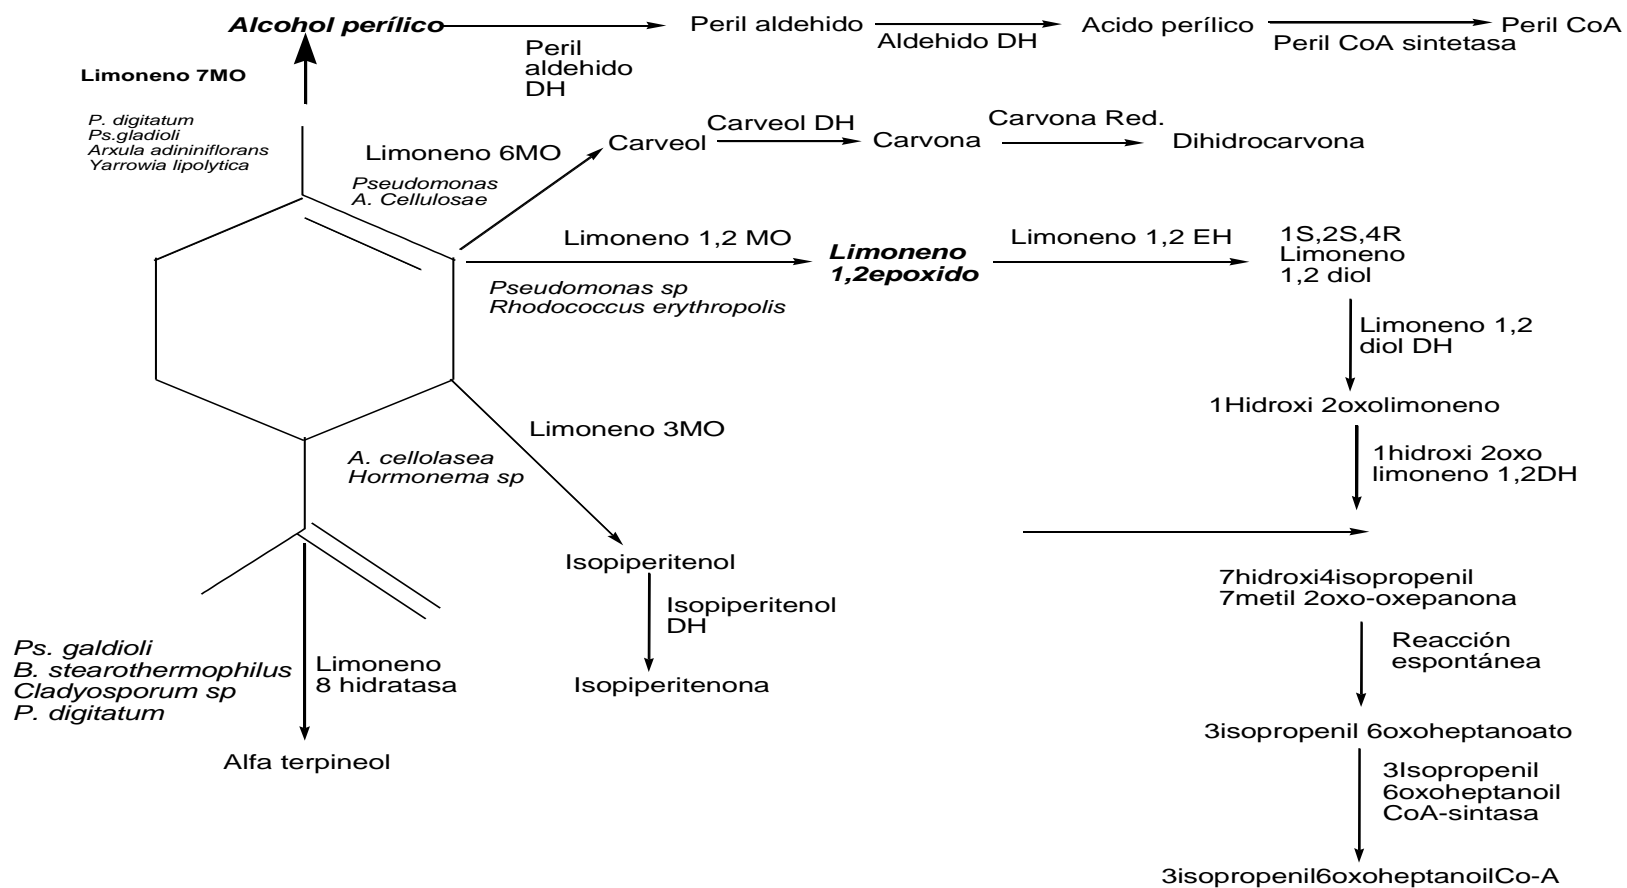 Alcohol perílico
Peril aldehido
Acido perílico
Peril CoA
Peril
aldehido
DH
Aldehido DH
Peril CoA sintetasa
Limoneno 7MO
P. digitatum
Ps.gladioli
Arxula adininiflorans
Yarrowia lipolytica
Limoneno 6MO
Pseudomonas
A. Cellulosae
Carveol
Carveol DH
Carvona
Carvona Red.
Dihidrocarvona
Limoneno 1,2 MO
Pseudomonas sp
Rhodococcus erythropolis
Limoneno
1,2epoxido
Limoneno 1,2 EH
1S,2S,4R
Limoneno
1,2 diol
Limoneno 1,2
diol DH
1Hidroxi 2oxolimoneno
1hidroxi 2oxo
limoneno 1,2DH
7hidroxi4isopropenil
7metil 2oxo-oxepanona
Reacción
espontánea
3isopropenil 6oxoheptanoato
3Isopropenil
6oxoheptanoil
CoA-sintasa
3isopropenil6oxoheptanoilCo-A
Limoneno 3MO
A. cellolasea
Hormonema sp
Isopiperitenol
Isopiperitenol
DH
Isopiperitenona
Ps. galdioli
B. stearothermophilus
Cladyosporum sp
P. digitatum
Limoneno
8 hidratasa
Alfa terpineol